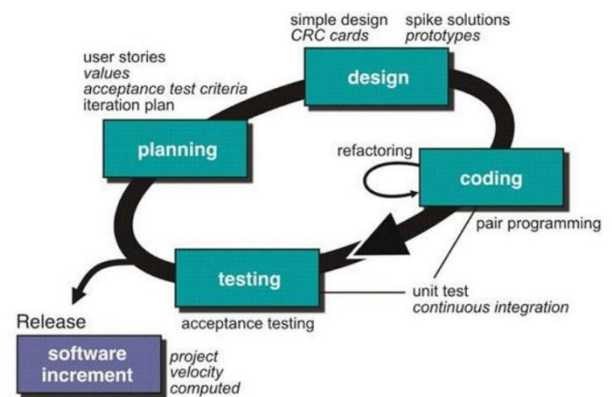 simple design
CRC cards
spike solutions
prototypes
design
user stories
values
acceptance test criteria
iteration plan
planning
refactoring
coding
pair programming
testing
unit test
continuous integration
acceptance testing
Release
software
increment
project
velocity
computed